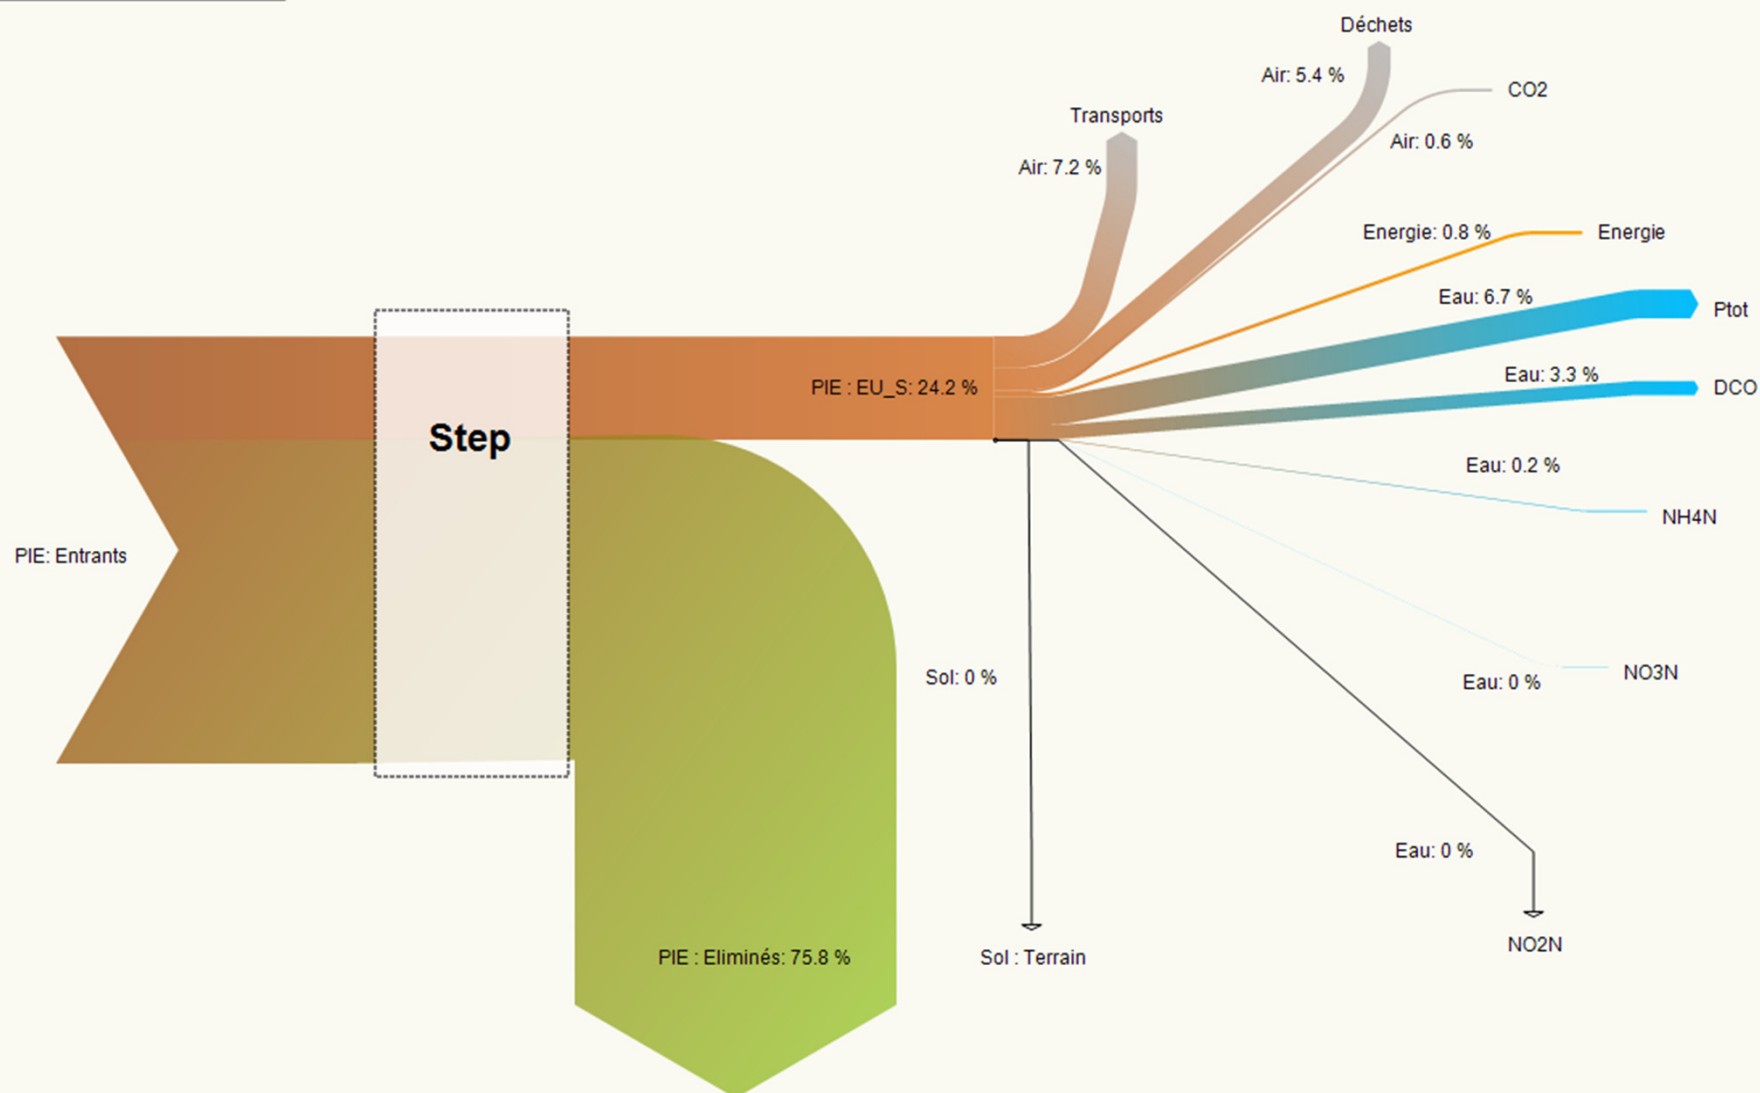 Déchets
Air: 5.4 %
CO2
Transports
Air: 0.6 %
Air: 7.2 %
Energie: 0.8 %
Energie
Eau: 6.7 %
Ptot
Eau: 3.3 %
DCO
PIE : EU_S: 24.2 %
Step
Eau: 0.2 %
NH4N
PIE: Entrants
Sol: 0 %
Eau: 0 %
NO3N
Eau: 0 %
NO2N
PIE : Eliminés: 75.8 %
Sol : Terrain